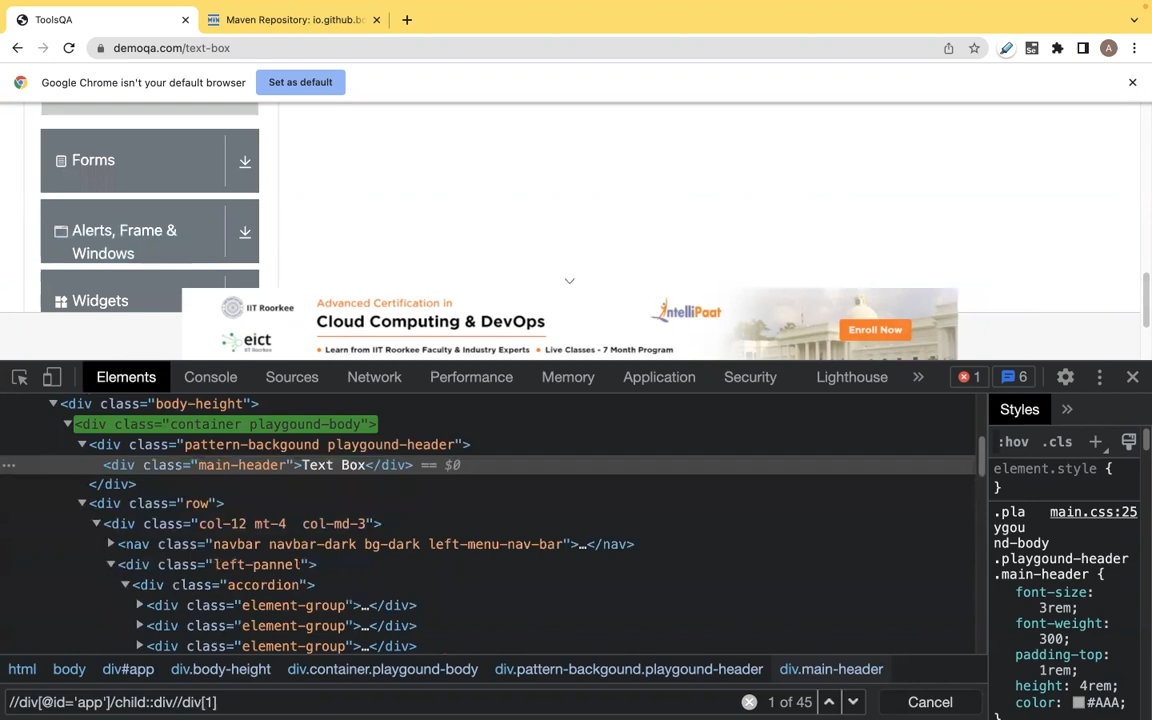 ToolsQA
Maven Repository: io.github.bo
demoqa.com/text-box
A
Google Chrome isn't your default browser
Set as default
Forms
Alerts, Frame &
Windows
Widgets
IIT Roorkee
eict
IIT Roorkee
Advanced Certification in
Cloud Computing & DevOps
• Learn from IIT Roorkee Faculty & Industry Experts • Live Classes - 7 Month Program
IntelliPaat
Enroll Now
Elements
Console
Sources
Network
Performance
Memory
Application
Security
Lighthouse
»
1
6
<div class="body-height">
<div class="container playgound-body">
<div class="pattern-backgound playgound-header">
<div class="main-header">Text Box</div> == $0
</div>
<div class="row">
<div class="col-12 mt-4  col-md-3">
<nav class="navbar navbar-dark bg-dark left-menu-nav-bar">…</nav>
<div class="left-pannel">
<div class="accordion">
<div class="element-group">…</div>
<div class="element-group">…</div>
<div class="element-group">…</div>
html body div#app div.body-height div.container.playgound-body div.pattern-backgound.playgound-header div.main-header
//div[@id='app']/child::div//div[1]
1 of 45
Cancel
Styles
»
:hov .cls
element.style {
}
.pla main.css:25
ygou
nd-body
.playgound-header
.main-header {
font-size:
3rem;
font-weight:
300;
padding-top:
1rem;
height: 4rem;
color: #AAA;